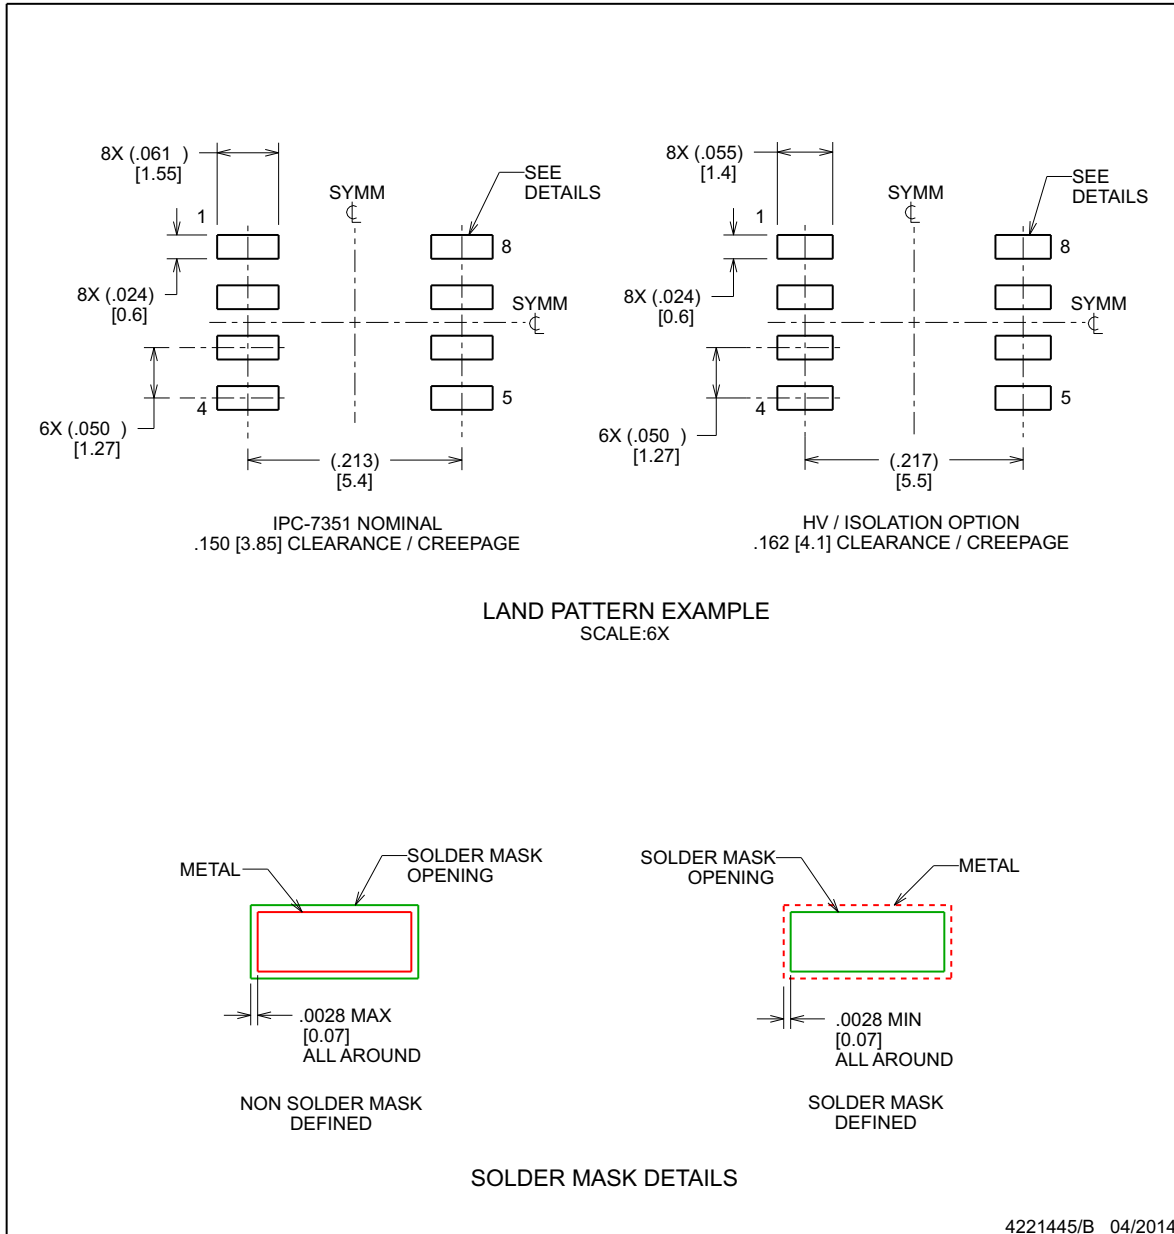 8X (.061 )
[1.55]
SYMM
SEE
DETAILS
1
8
8X (.024)
[0.6]
SYMM
4
5
6X (.050 )
[1.27]
(.213)
[5.4]
IPC-7351 NOMINAL
.150 [3.85] CLEARANCE / CREEPAGE
8X (.055)
[1.4]
SYMM
SEE
DETAILS
1
8
8X (.024)
[0.6]
SYMM
4
5
6X (.050 )
[1.27]
(.217)
[5.5]
HV / ISOLATION OPTION
.162 [4.1] CLEARANCE / CREEPAGE
LAND PATTERN EXAMPLE
SCALE:6X
METAL
SOLDER MASK
OPENING
.0028 MAX
[0.07]
ALL AROUND
NON SOLDER MASK
DEFINED
SOLDER MASK
OPENING
METAL
.0028 MIN
[0.07]
ALL AROUND
SOLDER MASK
DEFINED
SOLDER MASK DETAILS
4221445/B 04/2014